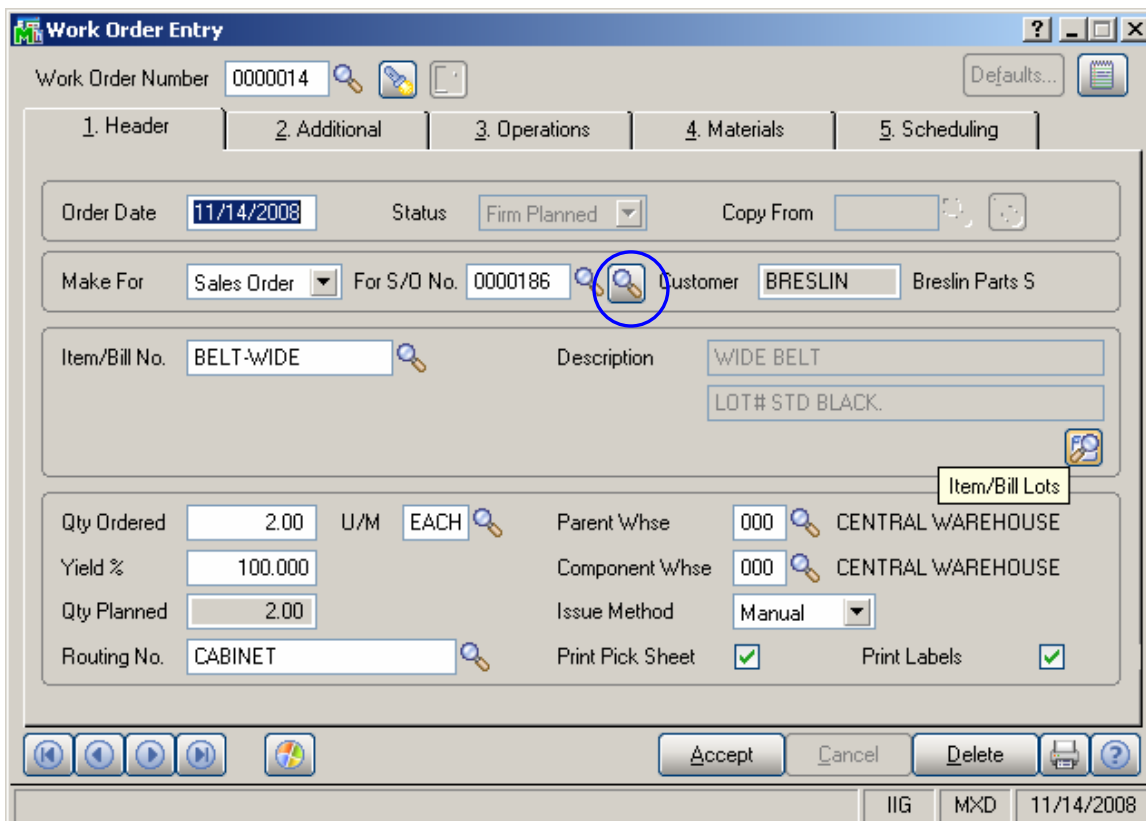 Work Order Entry
Work Order Number 0000014 Defaults...
1. Header 2. Additional 3. Operations 4. Materials 5. Scheduling
Order Date 11/14/2008 Status Firm Planned Copy From
Make For Sales Order For S/O No. 0000186 Customer BRESLIN Breslin Parts S
Item/Bill No. BELT-WIDE Description WIDE BELT
LOT# STD BLACK.
Item/Bill Lots
Qty Ordered 2.00 U/M EACH Parent Whse 000 CENTRAL WAREHOUSE
Yield % 100.000 Component Whse 000 CENTRAL WAREHOUSE
Qty Planned 2.00 Issue Method Manual
Routing No. CABINET Print Pick Sheet Print Labels
Accept Cancel Delete
IIG MXD 11/14/2008